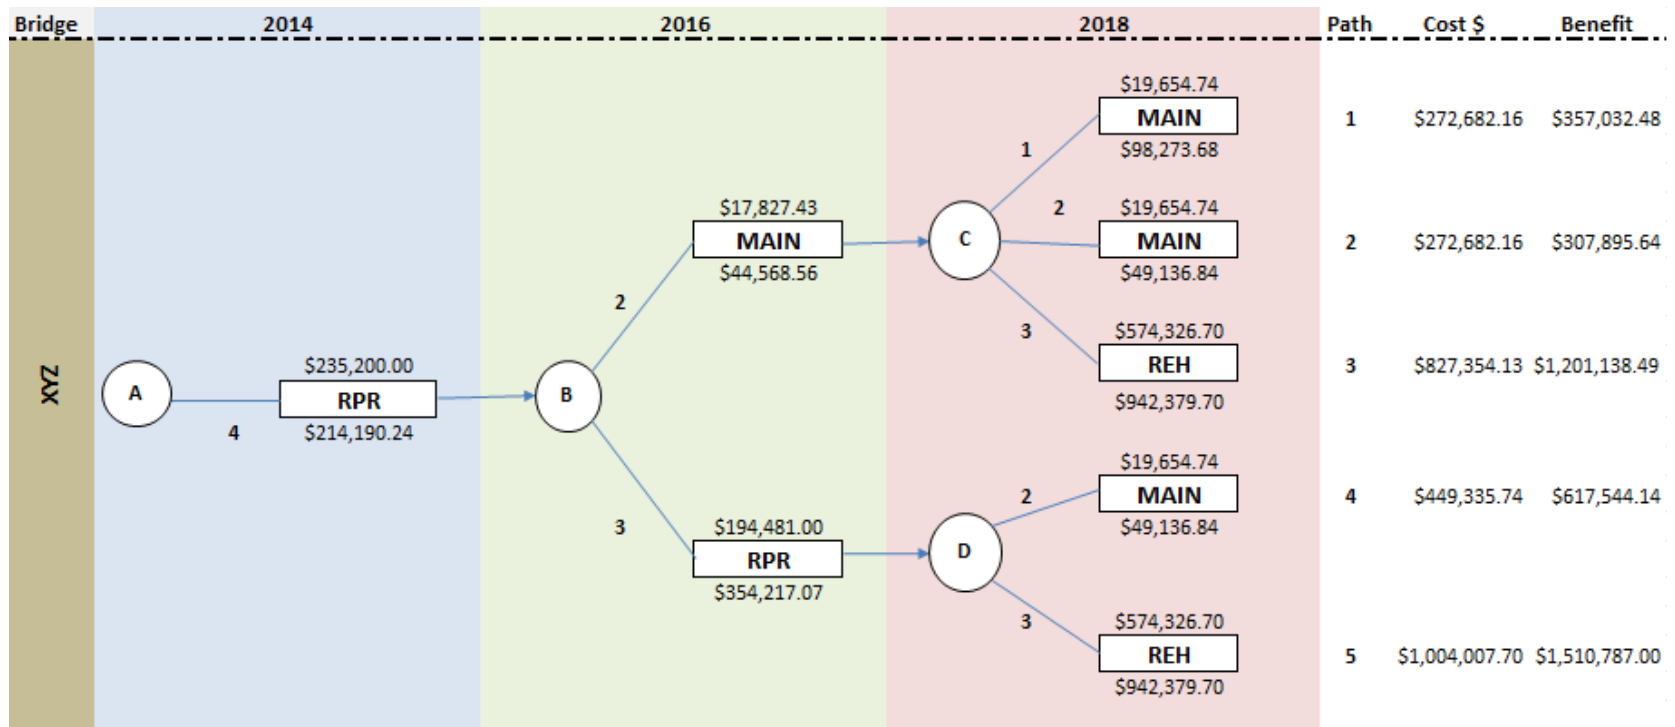 Bridge 2014 2016 2018 Path Cost $ Benefit
$19,654.74
MAIN
$98,273.68
1
1 $272,682.16 $357,032.48
$17,827.43
MAIN
$44,568.56
2
C
2
$19,654.74
MAIN
$49,136.84
2 $272,682.16 $307,895.64
3
$574,326.70
REH
$942,379.70
3 $827,354.13 $1,201,138.49
XYZ
A
4
$235,200.00
RPR
$214,190.24
B
3
$194,481.00
RPR
$354,217.07
D
2
$19,654.74
MAIN
$49,136.84
4 $449,335.74 $617,544.14
3
$574,326.70
REH
$942,379.70
5 $1,004,007.70 $1,510,787.00